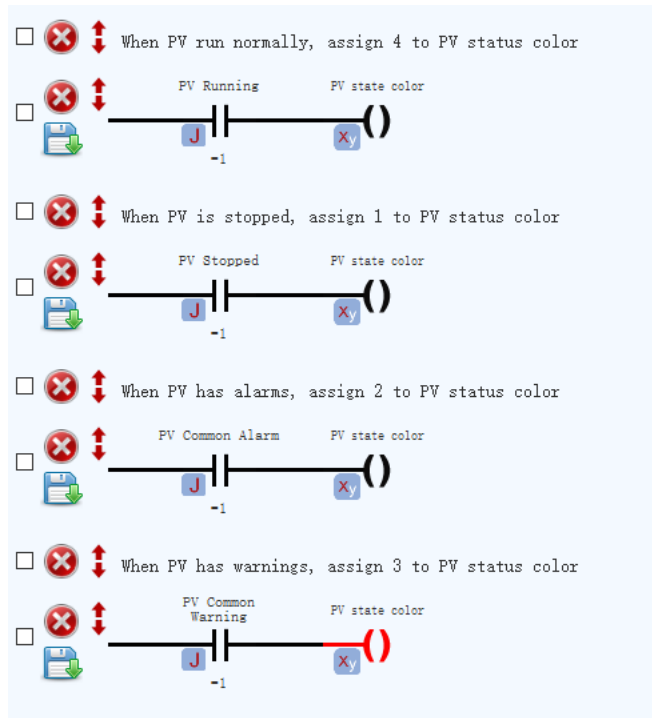 When PV run normally, assign 4 to PV status color
PV Running PV state color
J Xy
-1
When PV is stopped, assign 1 to PV status color
PV Stopped PV state color
J Xy
-1
When PV has alarms, assign 2 to PV status color
PV Common Alarm PV state color
J Xy
-1
When PV has warnings, assign 3 to PV status color
PV Common
Warning PV state color
J Xy
-1